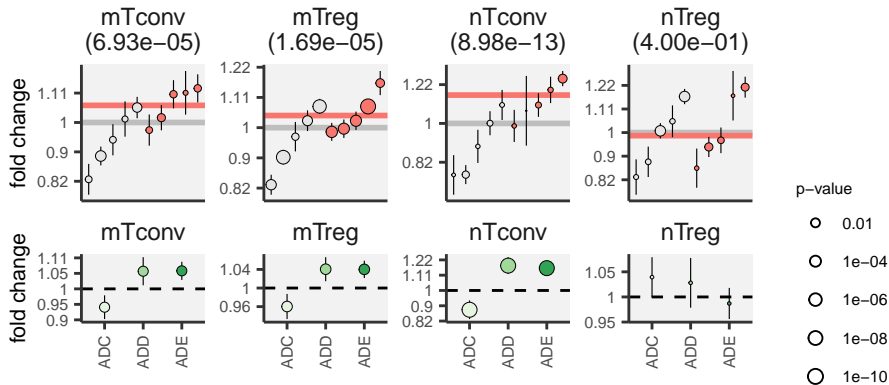 mTconv
(6.93e−05)
mTreg
(1.69e−05)
nTconv
(8.98e−13)
nTreg
(4.00e−01)
fold change
1.11
1
0.9
0.82
1.22
1.11
1
0.9
0.82
1.22
1
0.82
1.22
1.11
1
0.9
0.82
mTconv
mTreg
nTconv
nTreg
fold change
1.11
1.05
1
0.95
0.9
1.04
1
0.96
1.22
1.11
1
0.9
0.82
1.05
1
0.95
ADC
ADD
ADE
ADC
ADD
ADE
ADC
ADD
ADE
ADC
ADD
ADE
p−value
0.01
1e−04
1e−06
1e−08
1e−10